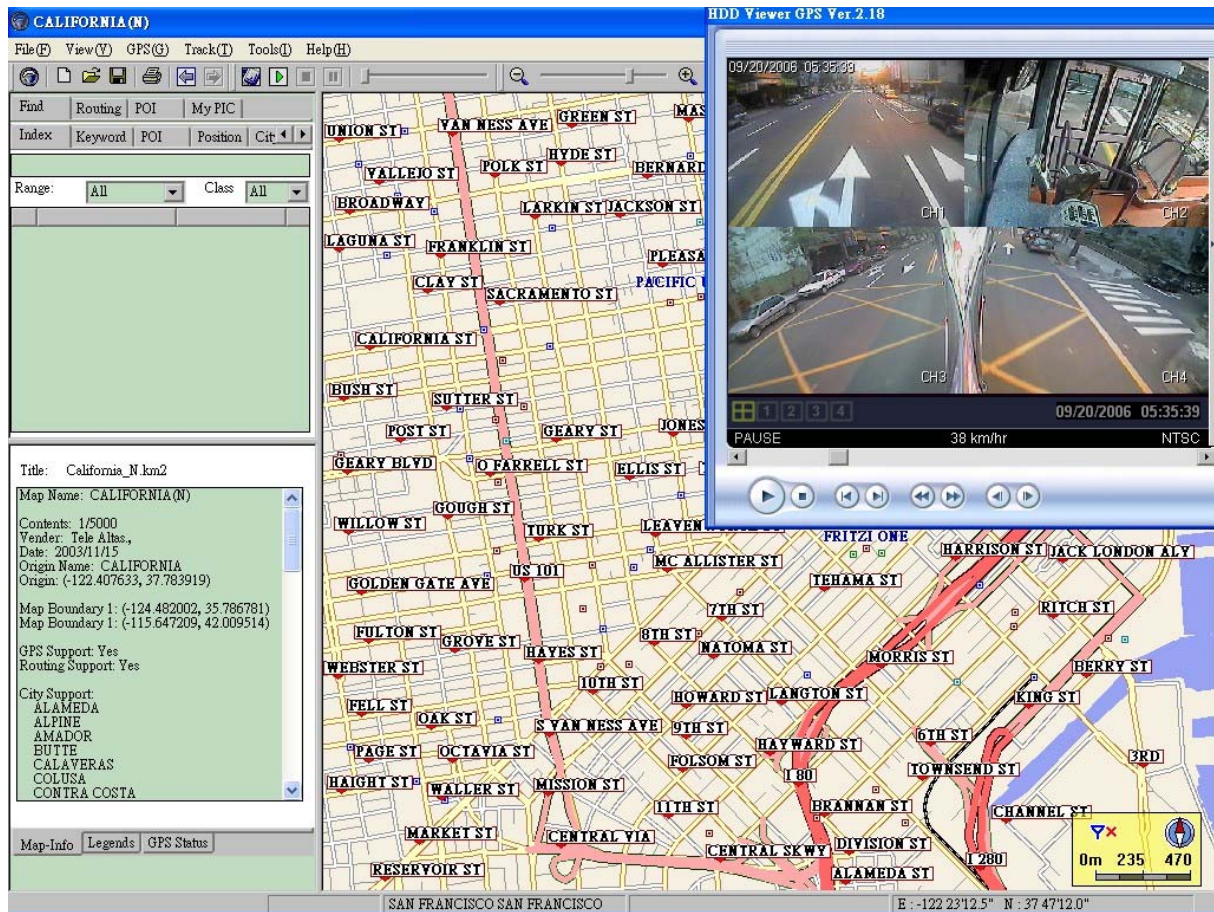 CALIFORNIA(N)
File(F) View(V) GPS(G) Track(T) Tools(I) Help(H)
Find Routing POI My PIC
Index Keyword POI Position
Range: All Class All
Title: California_N.km2
Map Name: CALIFORNIA(N)
Contents: 1/5000
Vender: Tele Altas.,
Date: 2003/11/15
Origin Name: CALIFORNIA
Origin: (-122.407633, 37.783919)
Map Boundary 1: (-124.482002, 35.786781)
Map Boundary 1: (-115.647209, 42.009514)
GPS Support: Yes
Routing Support: Yes
City Support:
ALAMEDA
ALPINE
AMADOR
BUTTE
CALAVERAS
COLUSA
CONTRA COSTA
Map-Info Legends GPS Status
HDD Viewer GPS Ver.2.18
09/20/2006 05:35:39
CH1
CH2
CH3
CH4
1 2 3 4
09/20/2006 05:35:39
PAUSE 38 km/hr NTSC
UNION ST
VAN NESS AVE
GREEN ST
VALLEJO ST
POLK ST
HYDE ST
BERNARD
BROADWAY
LARKIN ST
JACKSON ST
LAGUNA ST
FRANKLIN ST
CLAY ST
SACRAMENTO ST
PACIFIC
CALIFORNIA ST
BUSH ST
SUTTER ST
POST ST
GEARY ST
GEARY BLVD
O FARRELL ST
ELLIS ST
GOUGH ST
WILLOW ST
TURK ST
FRITZI ONE
HARRISON ST
JACK LONDON ALY
US 101
MC ALLISTER ST
GOLDEN GATE AVE
TEHAMA ST
7TH ST
RITCH ST
FULTON ST
GROVE ST
HAYES ST
8TH ST
NATOMA ST
MORRIS ST
WEBSTER ST
BERRY ST
10TH ST
HOWARD ST
LANGTON ST
KING ST
FELL ST
OAK ST
S VAN NESS AVE
9TH ST
6TH ST
PAGE ST
OCTAVIA ST
HAYWARD ST
3RD
FOLSOM ST
I 80
TOWNSEND ST
HAIGHT ST
WALLER ST
MISSION ST
11TH ST
BRANNAN ST
CHANNEL ST
MARKET ST
CENTRAL VIA
CENTRAL SKWY
DIVISION ST
I 280
RESERVOIR ST
ALAMEDA ST
0m 235 470
SAN FRANCISCO SAN FRANCISCO
E : -122 23'12.5" N : 37 47'12.0"